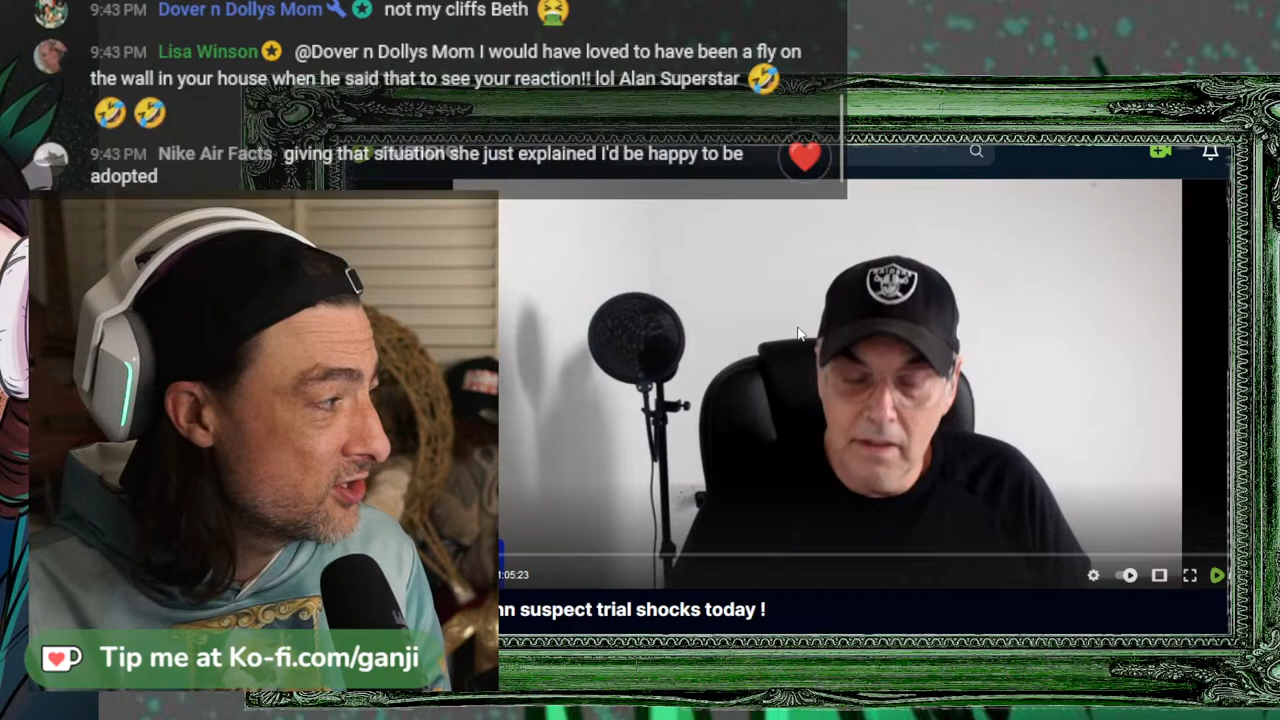 9:43 PM Dover n Dollys Mom not my cliffs Beth
9:43 PM Lisa Winson @Dover n Dollys Mom I would have loved to have been a fly on
the wall in your house when he said that to see your reaction!! lol Alan Superstar
9:43 PM Nike Air Facts giving that situation she just explained I'd be happy to be
adopted
RAIDERS
1:05:23
nn suspect trial shocks today !
Tip me at Ko-fi.com/ganji